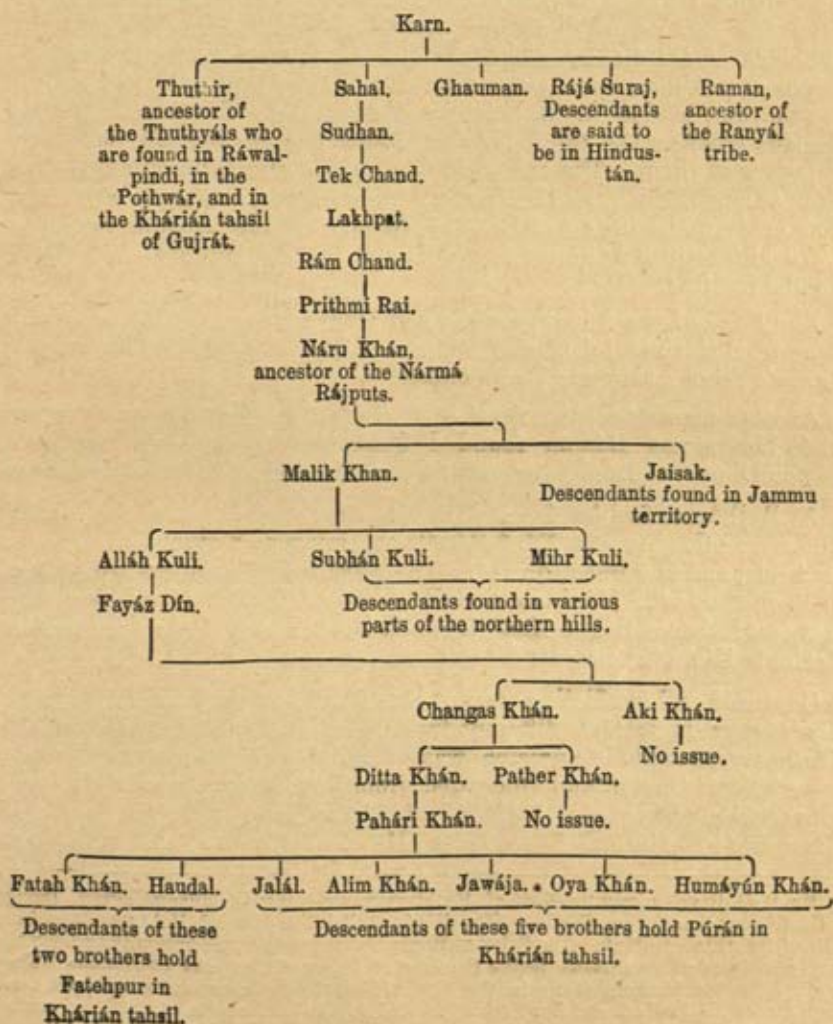 Karn.
Thuthir,
ancestor of
the Thuthyáls who
are found in Ráwal-
pindi, in the
Pothwár, and in
the Khárián tahsil
of Gujrát.
Sahal.
Ghauman.
Rájá Suraj,
Descendants
are said to
be in Hindus-
tán.
Raman,
ancestor of
the Ranyál
tribe.
Sudhan.
Tek Chand.
Lakhpat.
Rám Chand.
Prithmi Rai.
Náru Khán,
ancestor of the Nármá
Rájputs.
Malik Khan.
Jaisak.
Descendants found in Jammu
territory.
Alláh Kuli.
Subhán Kuli.
Mihr Kuli.
Fayáz Dín.
Descendants found in various
parts of the northern hills.
Changas Khán.
Aki Khán.
No issue.
Ditta Khán.
Pather Khán.
Pahári Khán.
No issue.
Fatah Khán. Haudal. Jalál. Alim Khán. Jawája. Oya Khán. Humáyún Khán.
Descendants of these
two brothers hold
Fatehpur in
Khárián tahsil.
Descendants of these five brothers hold Púrán in
Khárián tahsil.